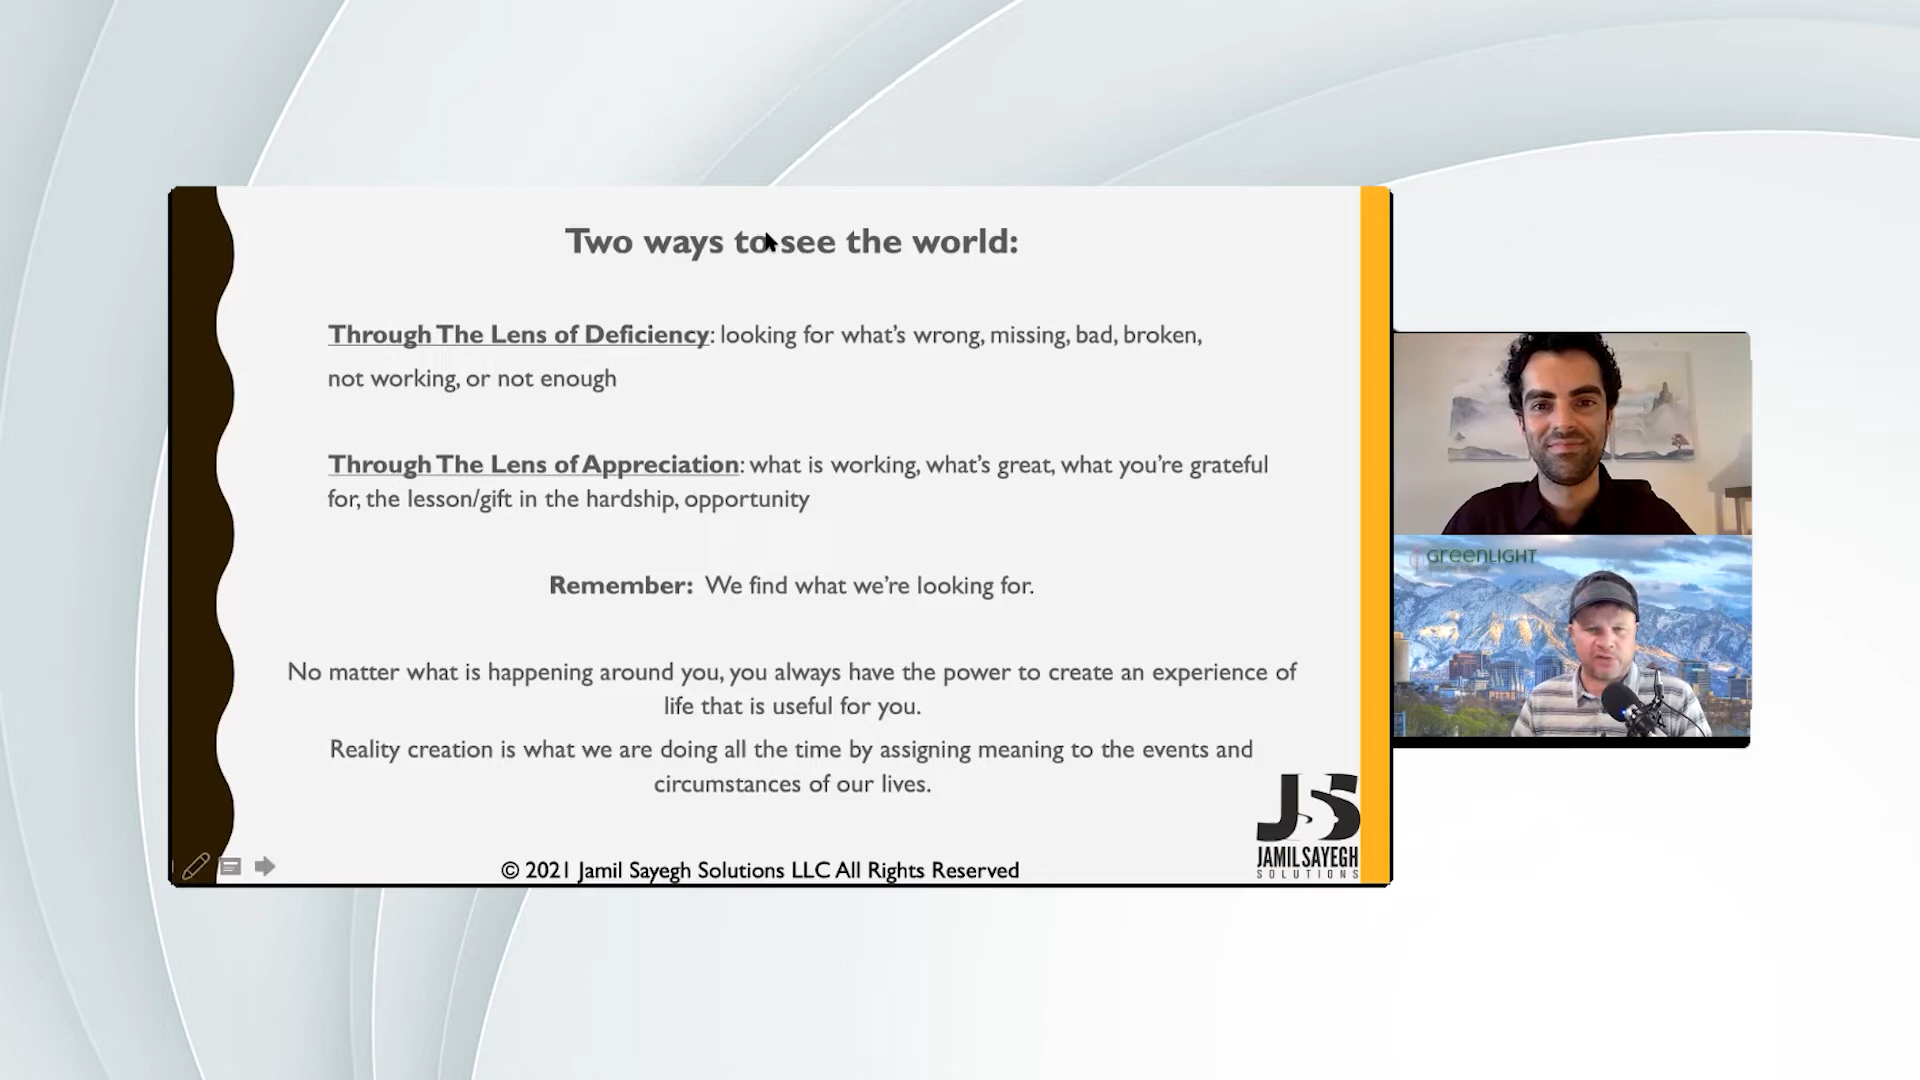 Two ways to see the world:
Through The Lens of Deficiency: looking for what's wrong, missing, bad, broken,
not working, or not enough
Through The Lens of Appreciation: what is working, what's great, what you're grateful
for, the lesson/gift in the hardship, opportunity
Remember: We find what we're looking for.
No matter what is happening around you, you always have the power to create an experience of
life that is useful for you.
Reality creation is what we are doing all the time by assigning meaning to the events and
circumstances of our lives.
© 2021 Jamil Sayegh Solutions LLC All Rights Reserved
JSS
JAMIL SAYEGH
SOLUTIONS
GREENLIGHT